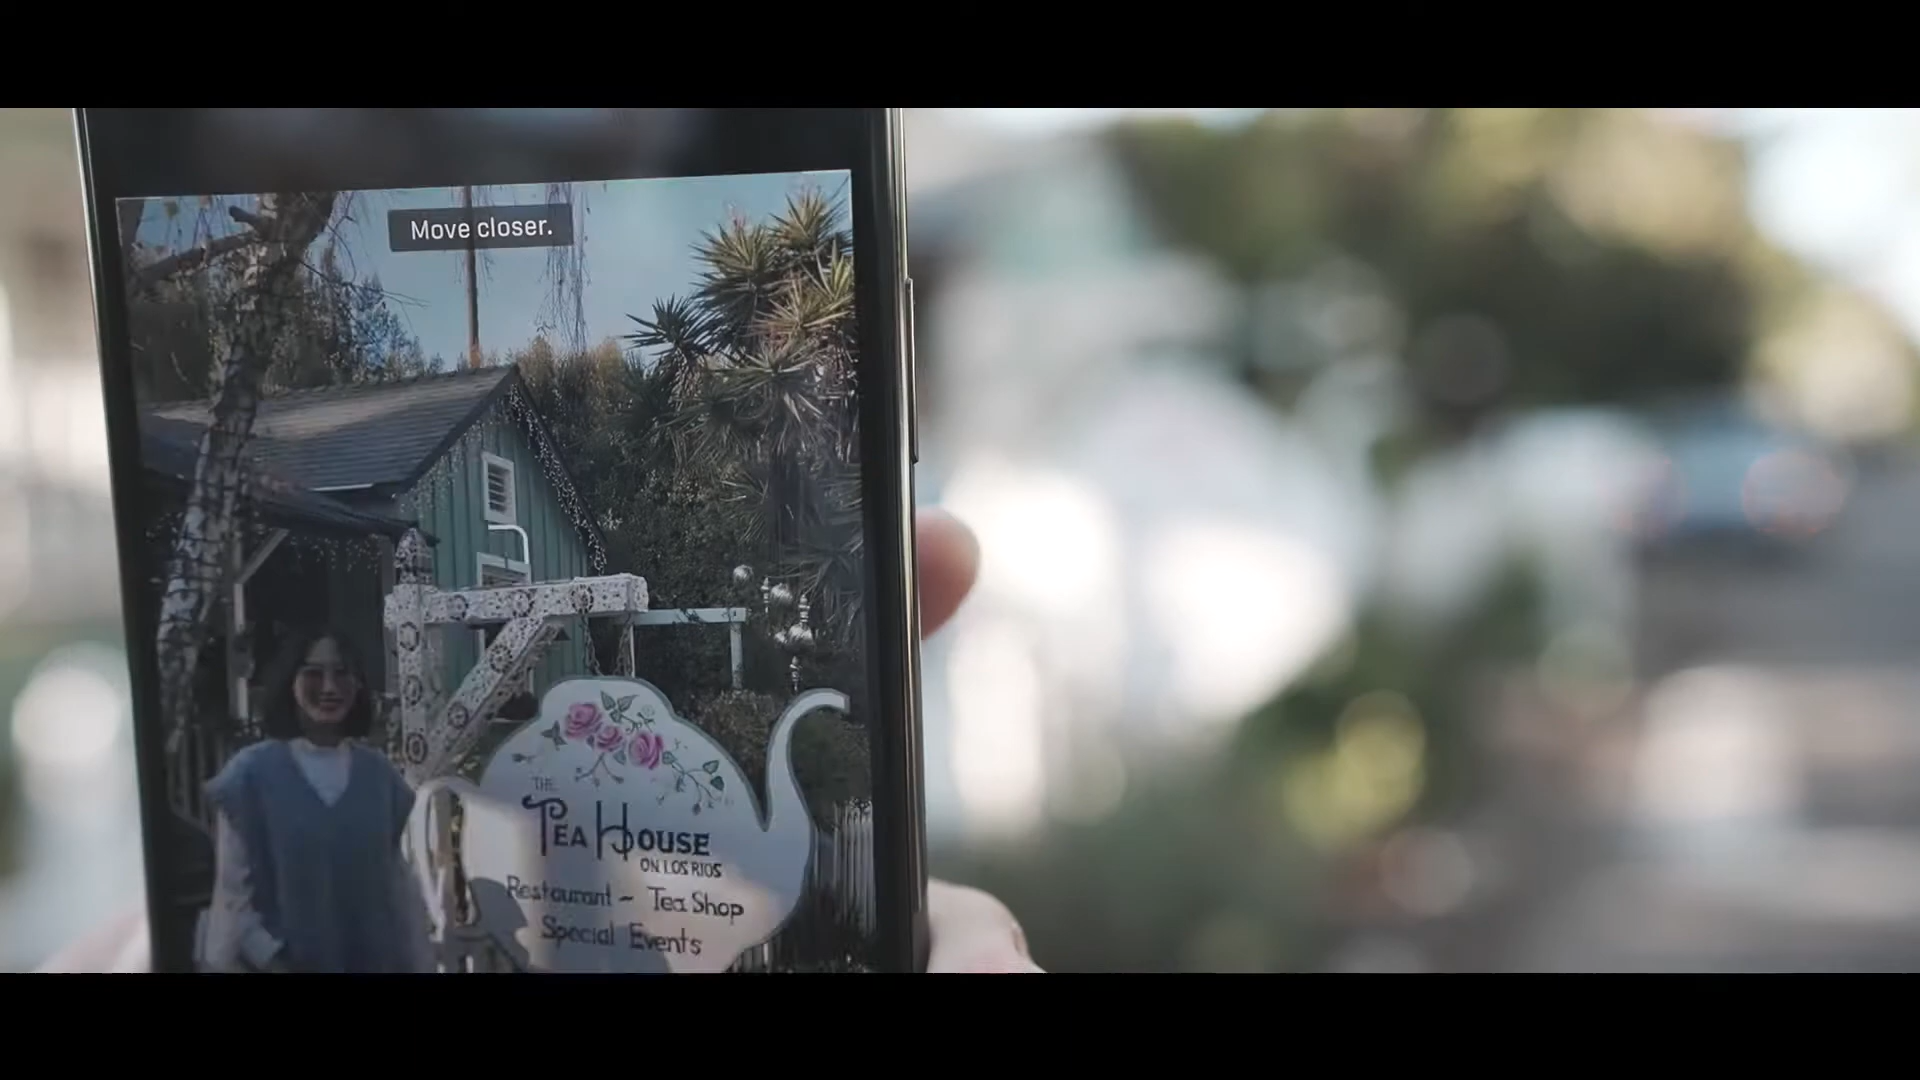 Move closer.
THE
TEA HOUSE
ON LOS RIOS
Restaurant ~ Tea Shop
Special Events